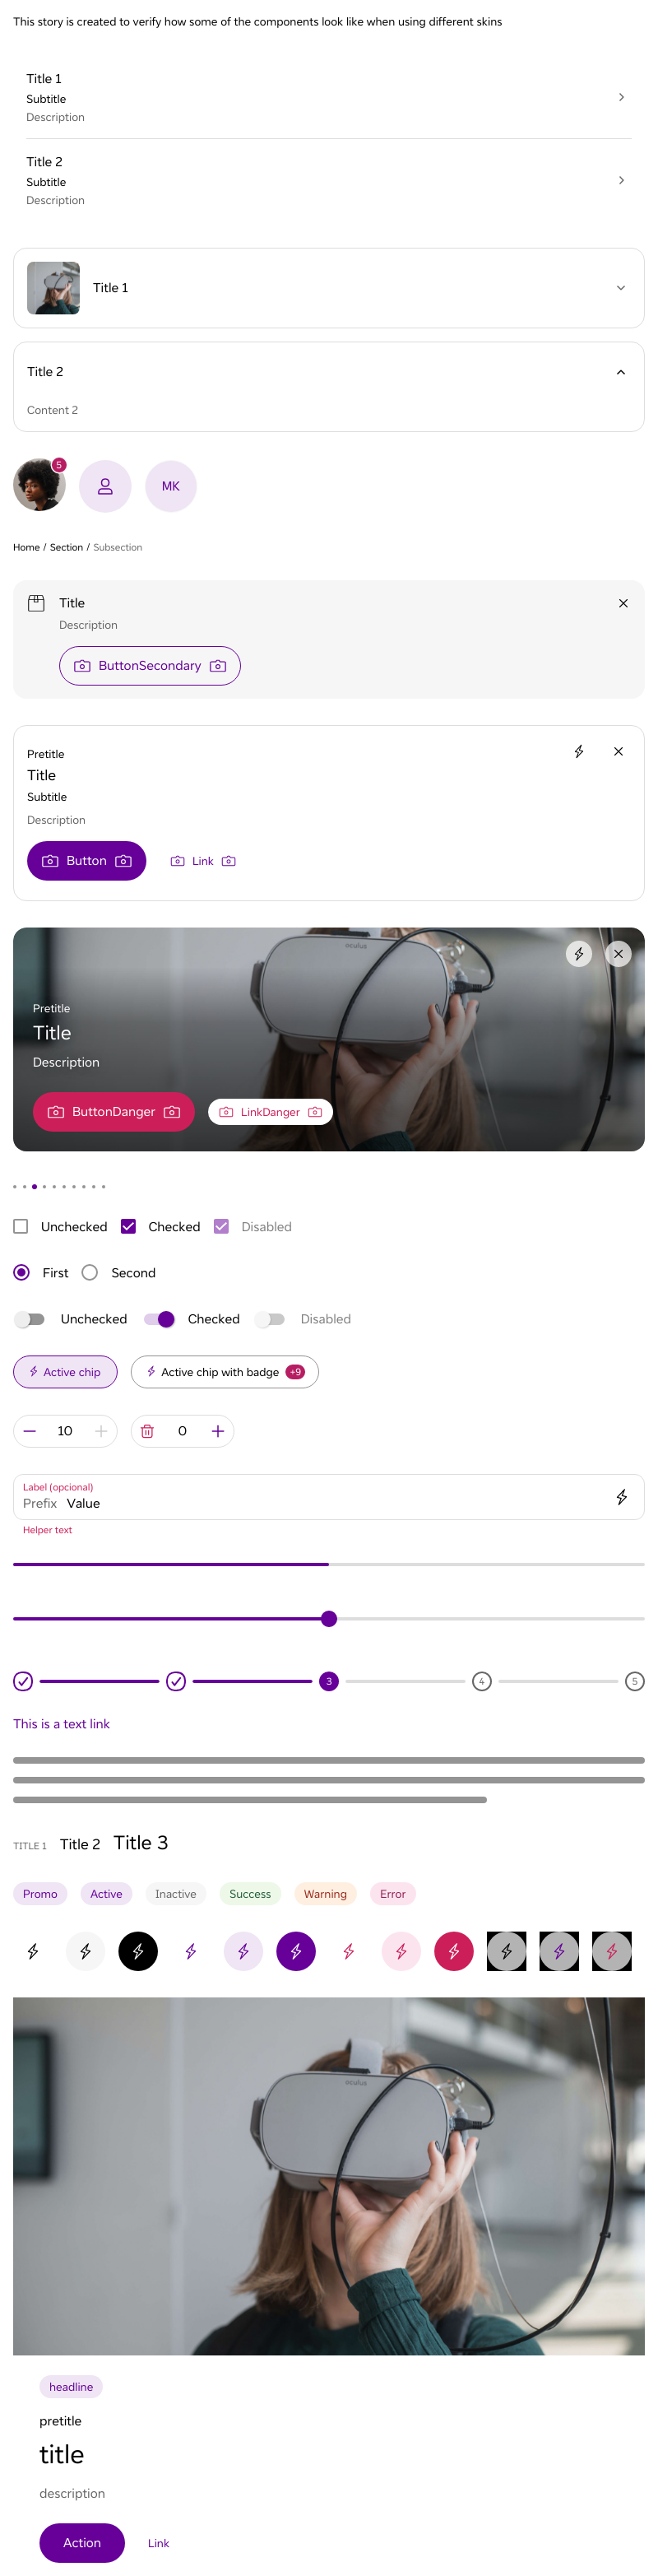 This story is created to verify how some of the components look like when using different skins
Title 1
Subtitle
Description
Title 2
Subtitle
Description
Title 1
Title 2
Content 2
5
MK
Home / Section / Subsection
Title
Description
ButtonSecondary
Pretitle
Title
Subtitle
Description
Button Link
oculus
Pretitle
Title
Description
ButtonDanger LinkDanger
Unchecked Checked Disabled
First Second
Unchecked Checked Disabled
Active chip Active chip with badge +9
10 0
Label (opcional)
Prefix Value
Helper text
3 4 5
This is a text link
TITLE 1 Title 2 Title 3
Promo Active Inactive Success Warning Error
oculus
headline
pretitle
title
description
Action Link